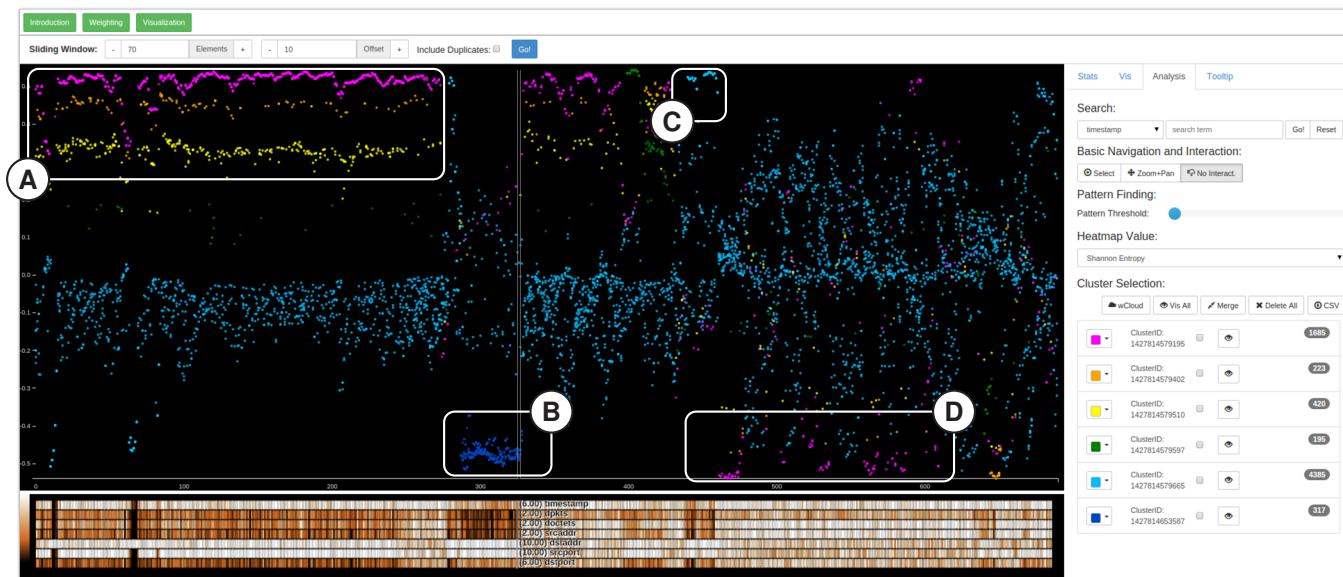 Introduction
Weighting
Visualization
Sliding Window:
- 70 Elements +
- 10 Offset +
Include Duplicates:
Go!
Stats Vis Analysis Tooltip
Search:
timestamp search term Go! Reset
Basic Navigation and Interaction:
Select Zoom+Pan No Interact.
Pattern Finding:
Pattern Threshold:
Heatmap Value:
Shannon Entropy
Cluster Selection:
wCloud Vis All Merge Delete All CSV
ClusterID: 1685
1427814579195
ClusterID: 223
1427814579402
ClusterID: 420
1427814579510
ClusterID: 195
1427814579597
ClusterID: 4385
1427814579665
ClusterID: 317
1427814653587
A
B
C
D
0.1
0.0
-0.1
-0.2
-0.3
-0.4
-0.5
0 100 200 300 400 500 600
(6.00) timestamp
(2.00) dpkts
(2.00) doctets
(2.00) srcaddr
(10.00) dstaddr
(10.00) srcport
(6.00) dstport